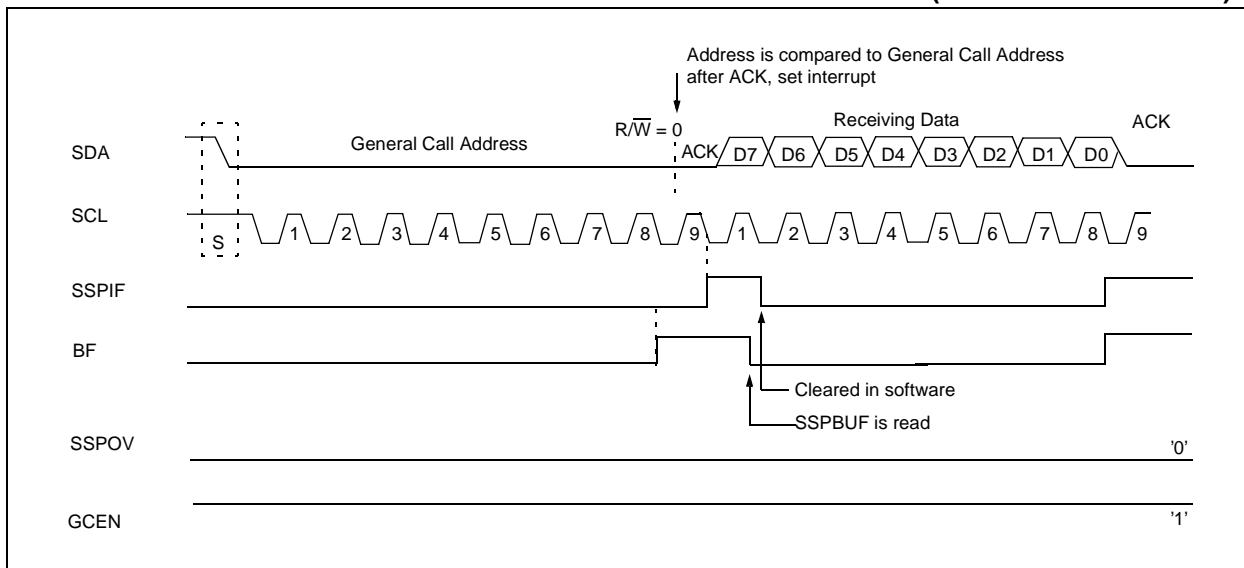 Address is compared to General Call Address
after ACK, set interrupt
R/W = 0
Receiving Data
ACK
SDA
General Call Address
ACK
D7
D6
D5
D4
D3
D2
D1
D0
SCL
S
1
2
3
4
5
6
7
8
9
1
2
3
4
5
6
7
8
9
SSPIF
BF
Cleared in software
SSPBUF is read
SSPOV
'0'
GCEN
'1'